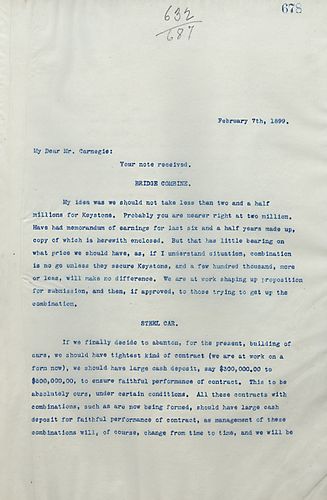 678
632
687
February 7th, 1899.
My Dear Mr. Carnegie:
Your note received.
BRIDGE COMBINE.
My idea was we should not take less than two and a half
millions for Keystone. Probably you are nearer right at two million.
Have had memorandum of earnings for last six and a half years made up,
copy of which is herewith enclosed. But that has little bearing on
what price we should have, as, if I understand situation, combination
is no go unless they secure Keystone, and a few hundred thousand, more
or less, will make no difference. We are at work shaping up proposition
for submission, and then, if approved, to those trying to get up the
combination.
STEEL CAR.
If we finally decide to abandon, for the present, building of
cars, we should have tightest kind of contract (we are at work on a
form now), we should have large cash deposit, say $300,000.00 to
$500,000.00, to ensure faithful performance of contract. This to be
absolutely ours, under certain conditions. All these contracts with
combinations, such as are now being formed, should have large cash
deposit for faithful performance of contract, as management of these
combinations will, of course, change from time to time, and we will be